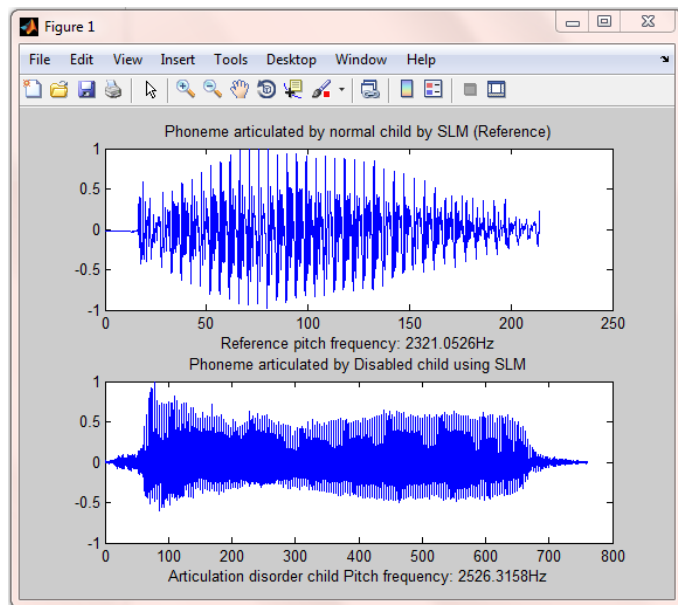 Figure 1
File Edit View Insert Tools Desktop Window Help
Phoneme articulated by normal child by SLM (Reference)
1
0.5
0
-0.5
-1
0 50 100 150 200 250
Reference pitch frequency: 2321.0526Hz
Phoneme articulated by Disabled child using SLM
1
0.5
0
-0.5
-1
0 100 200 300 400 500 600 700 800
Articulation disorder child Pitch frequency: 2526.3158Hz